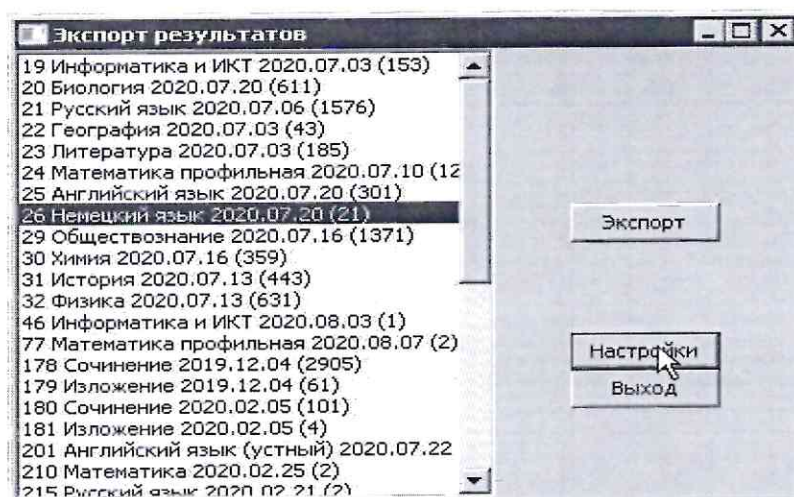 Экспорт результатов
19 Информатика и ИКТ 2020.07.03 (153)
20 Биология 2020.07.20 (611)
21 Русский язык 2020.07.06 (1576)
22 География 2020.07.03 (43)
23 Литература 2020.07.03 (185)
24 Математика профильная 2020.07.10 (12
25 Английский язык 2020.07.20 (301)
26 Немецкий язык 2020.07.20 (21)
29 Обществознание 2020.07.16 (1371)
30 Химия 2020.07.16 (359)
31 История 2020.07.13 (443)
32 Физика 2020.07.13 (631)
46 Информатика и ИКТ 2020.08.03 (1)
77 Математика профильная 2020.08.07 (2)
178 Сочинение 2019.12.04 (2905)
179 Изложение 2019.12.04 (61)
180 Сочинение 2020.02.05 (101)
181 Изложение 2020.02.05 (4)
201 Английский язык (устный) 2020.07.22
210 Математика 2020.02.25 (2)
215 Русский язык 2020.02.21 (2)
Экспорт
Настройки
Выход